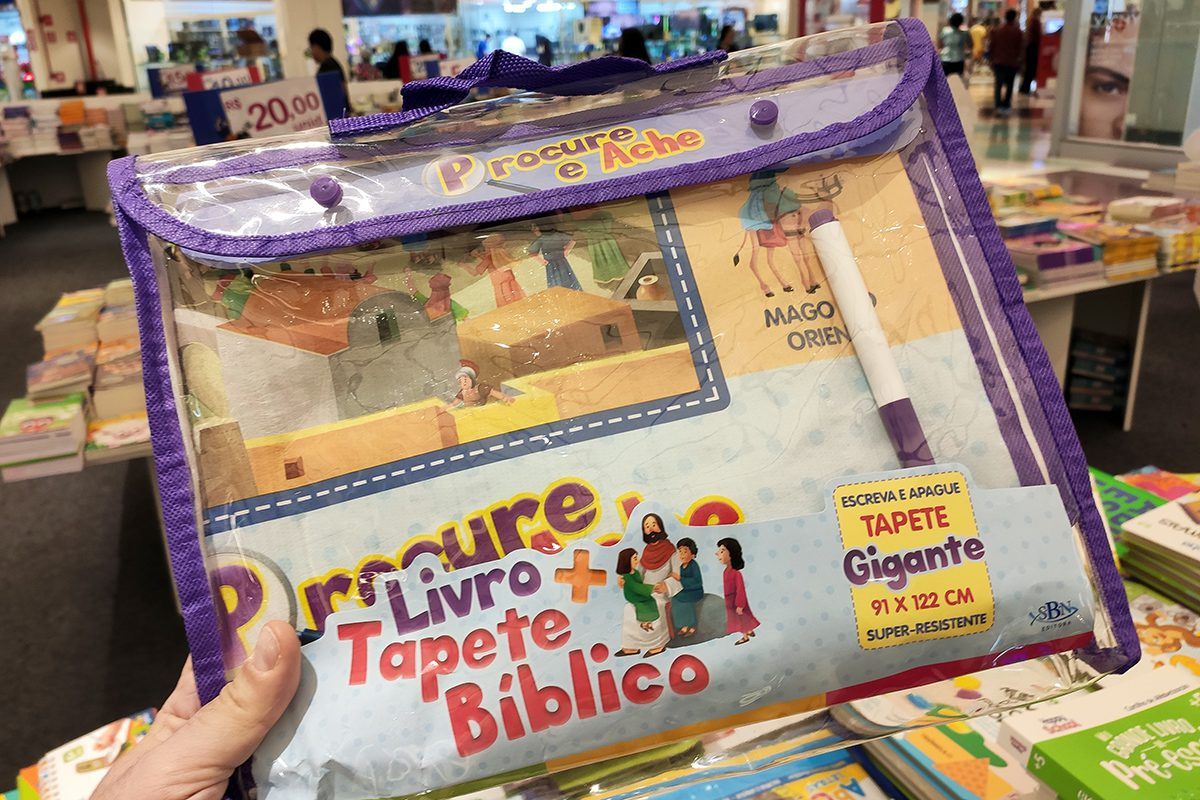 R$20,00
Procure
e Ache
MAGO
ORIEN
Procure
Livro +
Tapete
Bíblico
ESCREVA E APAGUE
TAPETE
Gigante
91 X 122 CM
SUPER-RESISTENTE
SBN
EDITORA